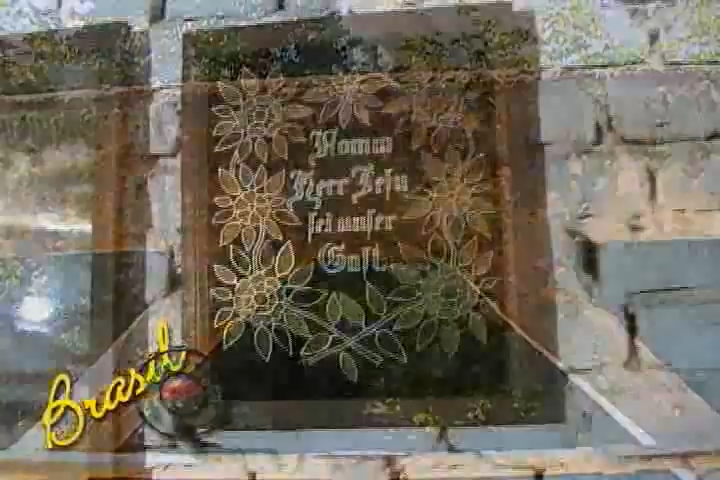 Komm
Herr Jesu
sei unser
Gast.
Brasil